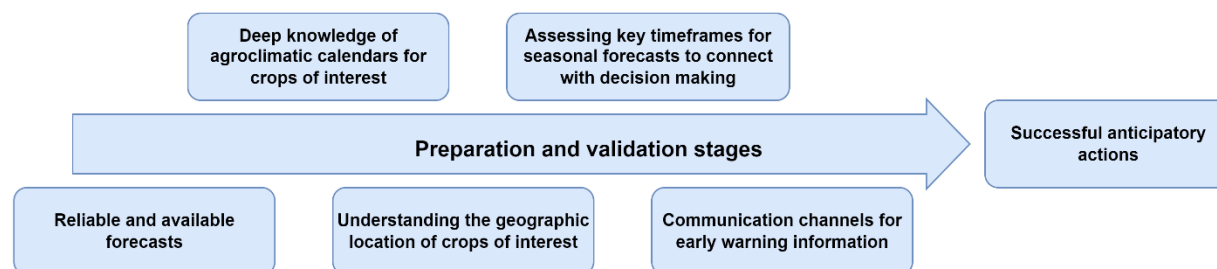 Deep knowledge of
agroclimatic calendars for
crops of interest
Assessing key timeframes for
seasonal forecasts to connect
with decision making
Preparation and validation stages
Successful anticipatory
actions
Reliable and available
forecasts
Understanding the geographic
location of crops of interest
Communication channels for
early warning information